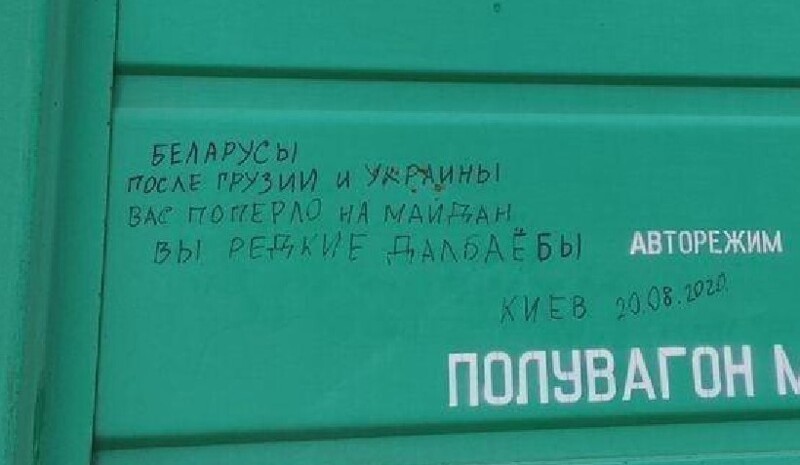 БЕЛАРУСЫ
ПОСЛЕ ГРУЗИИ И УКРАИНЫ
ВАС ПОПЕРЛО НА МАЙДАН
ВЫ РЕДКИЕ ДАЛБАЁБЫ
АВТОРЕЖИМ
КИЕВ 20.08.2020
ПОЛУВАГОН М